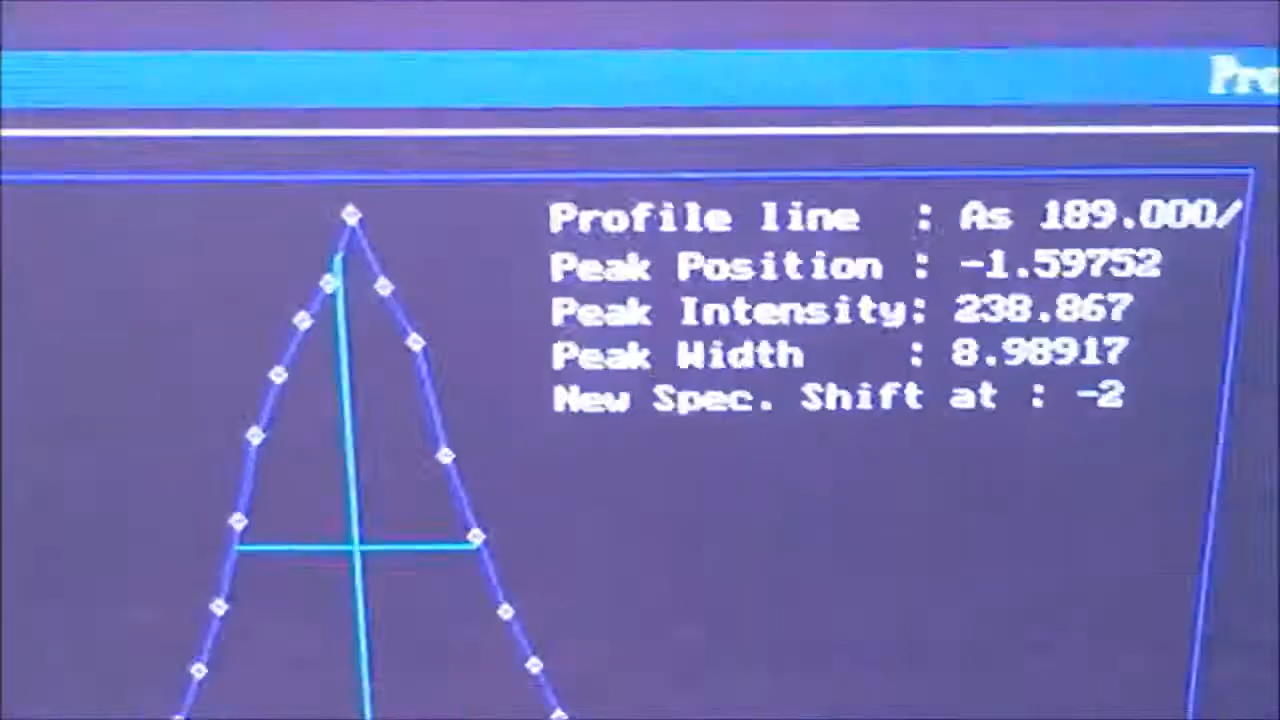 Pro
Profile line : As 189.000/
Peak Position : -1.59752
Peak Intensity: 238.867
Peak Width : 8.98917
New Spec. Shift at : -2